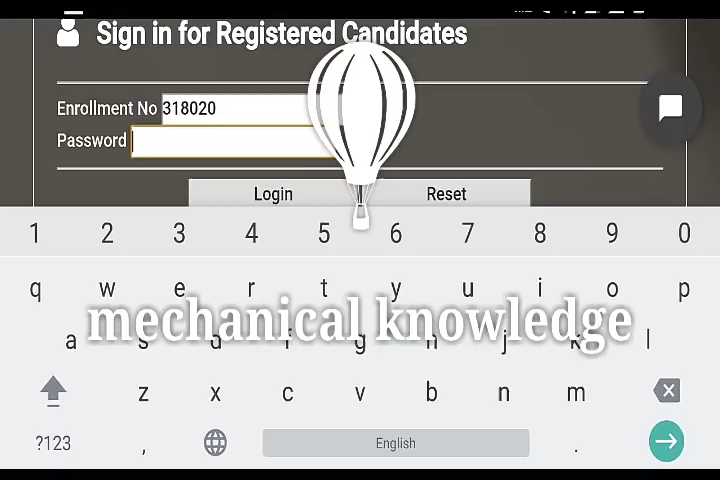 Sign in for Registered Candidates
Enrollment No 318020
Password
Login Reset
1 2 3 4 5 6 7 8 9 0
q w e r t y u i o p
mechanical knowledge
a s d f g h j k l
z x c v b n m
?123 , English .